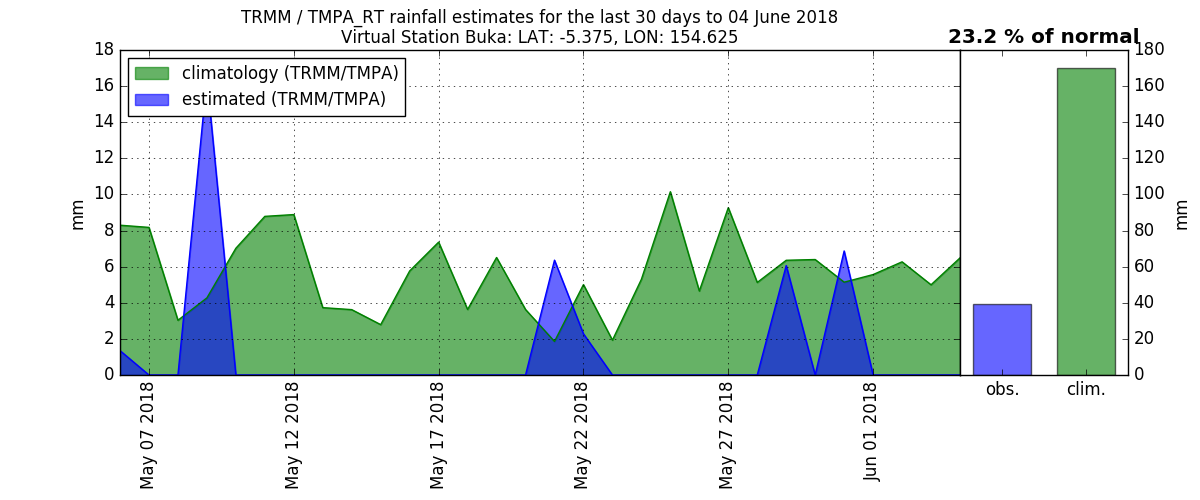 TRMM / TMPA_RT rainfall estimates for the last 30 days to 04 June 2018
Virtual Station Buka: LAT: -5.375, LON: 154.625
23.2 % of normal
climatology (TRMM/TMPA)
estimated (TRMM/TMPA)
mm
18
16
14
12
10
8
6
4
2
0
May 07 2018
May 12 2018
May 17 2018
May 22 2018
May 27 2018
Jun 01 2018
obs.
clim.
180
160
140
120
100
80
60
40
20
0
mm